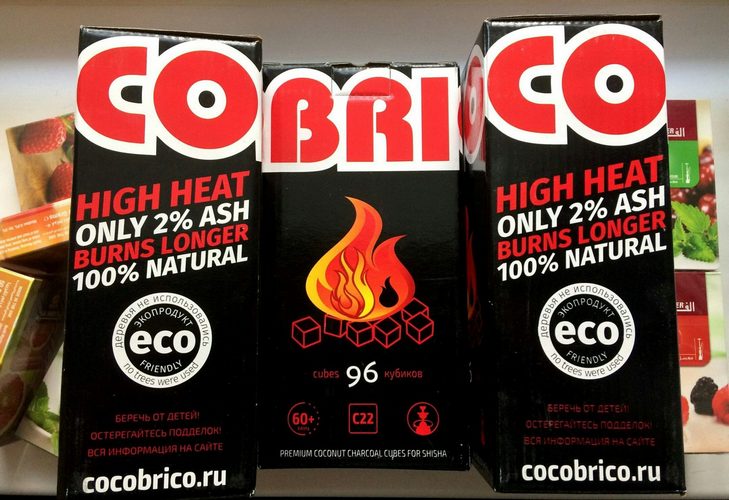 CO
HIGH HEAT
ONLY 2% ASH
BURNS LONGER
100% NATURAL
деревья не использовались
ЭКОПРОДУКТ
eco
FRIENDLY
no trees were used
БЕРЕЧЬ ОТ ДЕТЕЙ!
ОСТЕРЕГАЙТЕСЬ ПОДДЕЛОК!
ВСЯ ИНФОРМАЦИЯ НА САЙТЕ
cocobrico.ru
BRI
cubes 96 кубиков
60+
C22
PREMIUM COCONUT CHARCOAL CUBES FOR SHISHA
CO
HIGH HEAT
ONLY 2% ASH
BURNS LONGER
100% NATURAL
деревья не использовались
ЭКОПРОДУКТ
eco
FRIENDLY
no trees were used
БЕРЕЧЬ ОТ ДЕТЕЙ!
ОСТЕРЕГАЙТЕСЬ ПОДДЕЛОК!
ВСЯ ИНФОРМАЦИЯ НА САЙТЕ
cocobrico.ru